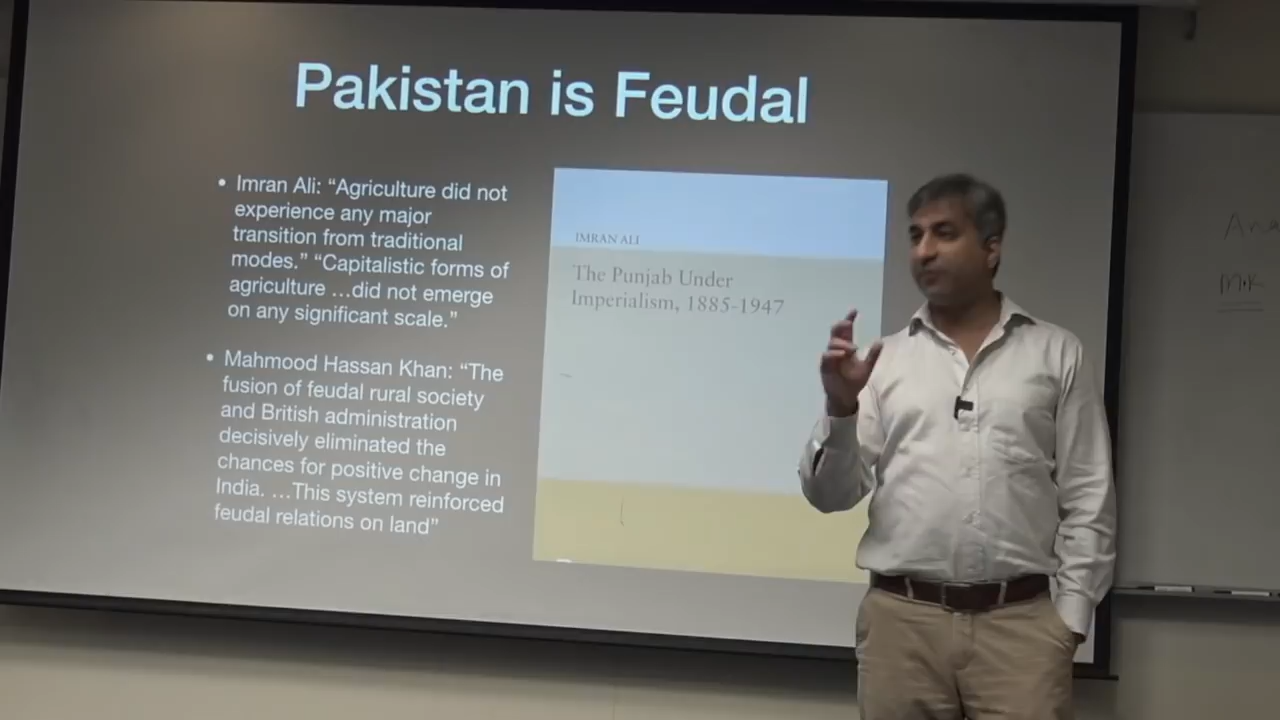 Pakistan is Feudal
• Imran Ali: “Agriculture did not
experience any major
transition from traditional
modes.” “Capitalistic forms of
agriculture ...did not emerge
on any significant scale.”
• Mahmood Hassan Khan: “The
fusion of feudal rural society
and British administration
decisively eliminated the
chances for positive change in
India. ...This system reinforced
feudal relations on land”
IMRAN ALI
The Punjab Under
Imperialism, 1885-1947